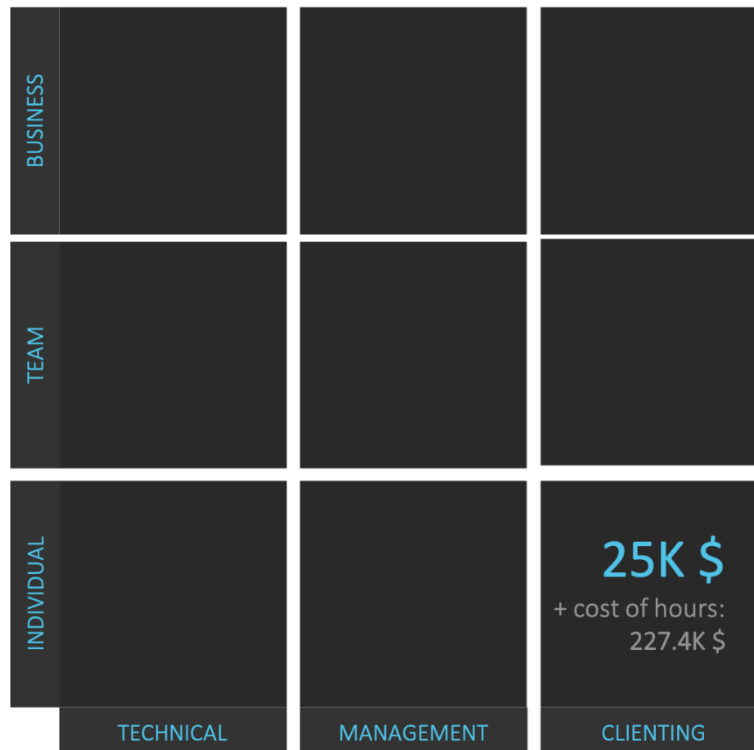 BUSINESS
TEAM
INDIVIDUAL
25K $
+ cost of hours:
227.4K $
TECHNICAL
MANAGEMENT
CLIENTING